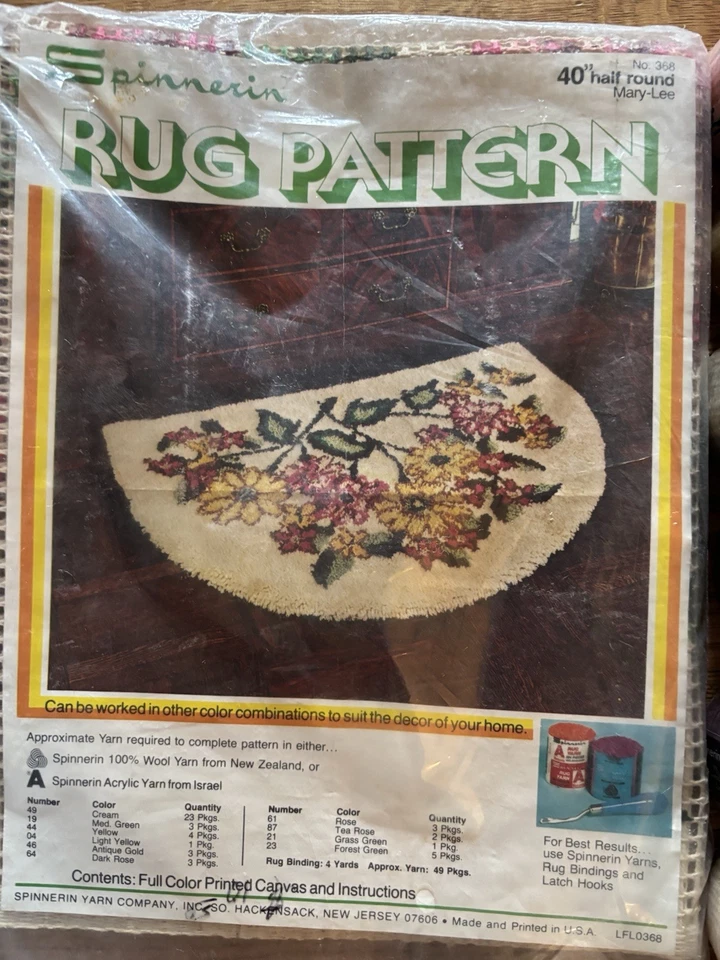 Spinnerin
No. 368
40" half round
Mary-Lee
RUG PATTERN
Can be worked in other color combinations to suit the decor of your home.
Approximate Yarn required to complete pattern in either...
Spinnerin 100% Wool Yarn from New Zealand, or
A Spinnerin Acrylic Yarn from Israel
Number Color Quantity
49 Cream 23 Pkgs.
19 Med. Green 3 Pkgs.
44 Yellow 4 Pkgs.
04 Light Yellow 1 Pkg.
46 Antique Gold 3 Pkgs.
64 Dark Rose 3 Pkgs.
Number Color Quantity
61 Rose 3 Pkgs.
87 Tea Rose 2 Pkgs.
21 Grass Green 1 Pkg.
23 Forest Green 5 Pkgs.
Rug Binding: 4 Yards Approx. Yarn: 49 Pkgs.
For Best Results...
use Spinnerin Yarns,
Rug Bindings and
Latch Hooks
Contents: Full Color Printed Canvas and Instructions
SPINNERIN YARN COMPANY, INC. SO. HACKENSACK, NEW JERSEY 07606 • Made and Printed in U.S.A. LFL0368